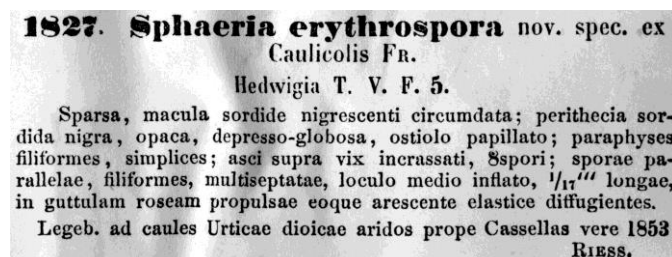 1827. Sphaeria erythrospora nov. spec. ex
Caulicolis FR.
Hedwigia T. V. F. 5.
Sparsa, macula sordide nigrescenti circumdata; perithecia sor-
dida nigra, opaca, depresso-globosa, ostiolo papillato; paraphyses
filiformes, simplices; asci supra vix incrassati, 8spori; sporae pa-
rallelae, filiformes, multiseptatae, loculo medio inflato, 1/17''' longae,
in guttulam roseam propulsae eoque arescente elastice diffugientes.
Legeb. ad caules Urticae dioicae aridos prope Cassellas vere 1853
RIESS.